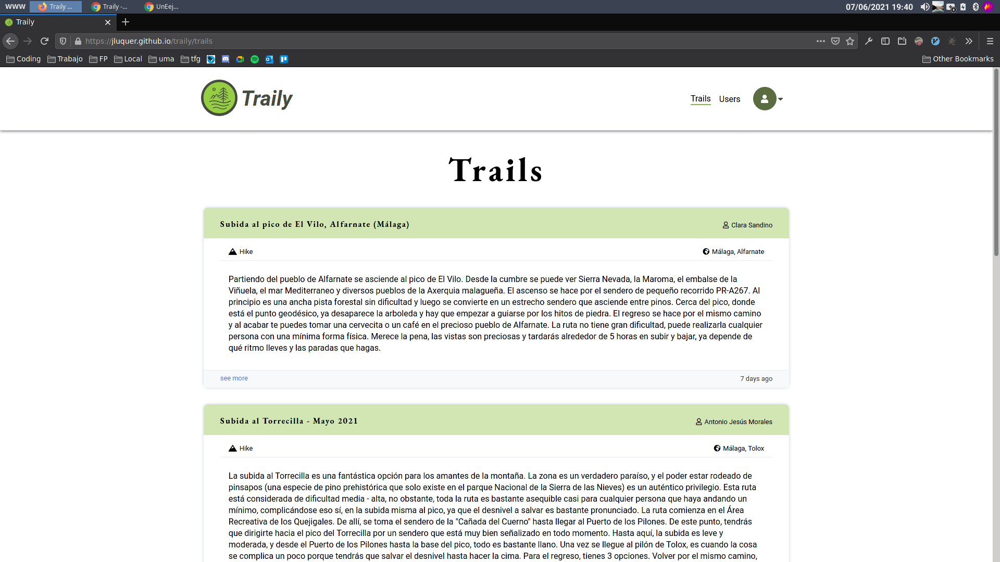 WWW Traily ... Traily -... UnEej... 07/06/2021 19:40
Traily
https://jluquer.github.io/traily/trails
Coding Trabajo FP Local uma tfg Other Bookmarks
Traily Trails Users
Trails
Subida al pico de El Vilo, Alfarnate (Málaga) Clara Sandino
Hike Málaga, Alfarnate
Partiendo del pueblo de Alfarnate se asciende al pico de El Vilo. Desde la cumbre se puede ver Sierra Nevada, la Maroma, el embalse de la
Viñuela, el mar Mediterraneo y diversos pueblos de la Axerquia malagueña. El ascenso se hace por el sendero de pequeño recorrido PR-A267. Al
principio es una ancha pista forestal sin dificultad y luego se convierte en un estrecho sendero que asciende entre pinos. Cerca del pico, donde
está el punto geodésico, ya desaparece la arboleda y hay que empezar a guiarse por los hitos de piedra. El regreso se hace por el mismo camino
y al acabar te puedes tomar una cervecita o un café en el precioso pueblo de Alfarnate. La ruta no tiene gran dificultad, puede realizarla cualquier
persona con una mínima forma física. Merece la pena, las vistas son preciosas y tardarás alrededor de 5 horas en subir y bajar, ya depende de
qué ritmo lleves y las paradas que hagas.
see more 7 days ago
Subida al Torrecilla - Mayo 2021 Antonio Jesús Morales
Hike Málaga, Tolox
La subida al Torrecilla es una fantástica opción para los amantes de la montaña. La zona es un verdadero paraíso, y el poder estar rodeado de
pinsapos (una especie de pino prehistórica que solo existe en el parque Nacional de la Sierra de las Nieves) es un auténtico privilegio. Esta ruta
está considerada de dificultad media - alta, no obstante, toda la ruta es bastante asequible casi para cualquier persona que haya andando un
mínimo, complicándose eso sí, en la subida misma al pico, ya que el desnivel a salvar es bastante pronunciado. La ruta comienza en el Área
Recreativa de los Quejigales. De allí, se toma el sendero de la "Cañada del Cuerno" hasta llegar al Puerto de los Pilones. De este punto, tendrás
que dirigirte hacia el pico del Torrecilla por un sendero que está muy bien señalizado en todo momento. Hasta aquí, la subida es leve y
moderada, y desde el Puerto de los Pilones hasta la base del pico, todo es bastante llano. Una vez se llegue al pilón de Tolox, es cuando la cosa
se complica un poco porque tendrás que salvar el desnivel hasta hacer la cima. Para el regreso, tienes 3 opciones. Volver por el mismo camino,